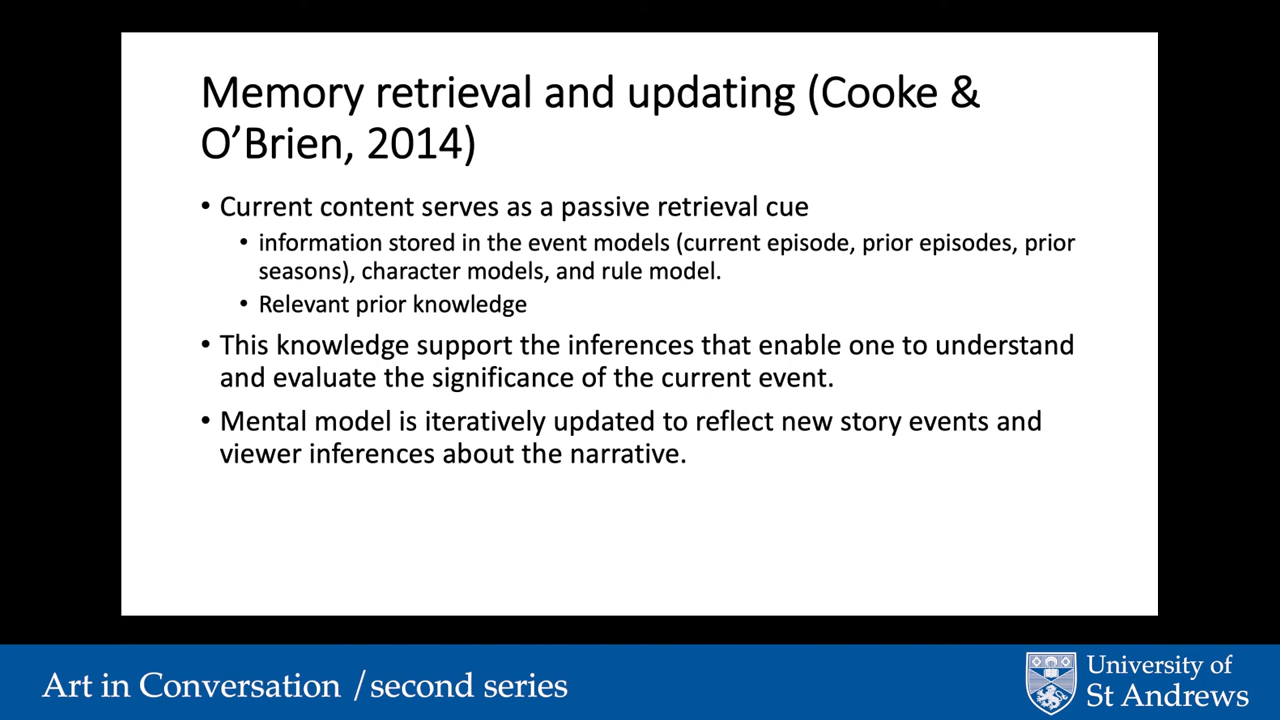 Memory retrieval and updating (Cooke &
O’Brien, 2014)
• Current content serves as a passive retrieval cue
• information stored in the event models (current episode, prior episodes, prior
seasons), character models, and rule model.
• Relevant prior knowledge
• This knowledge support the inferences that enable one to understand
and evaluate the significance of the current event.
• Mental model is iteratively updated to reflect new story events and
viewer inferences about the narrative.
Art in Conversation /second series
University of
St Andrews